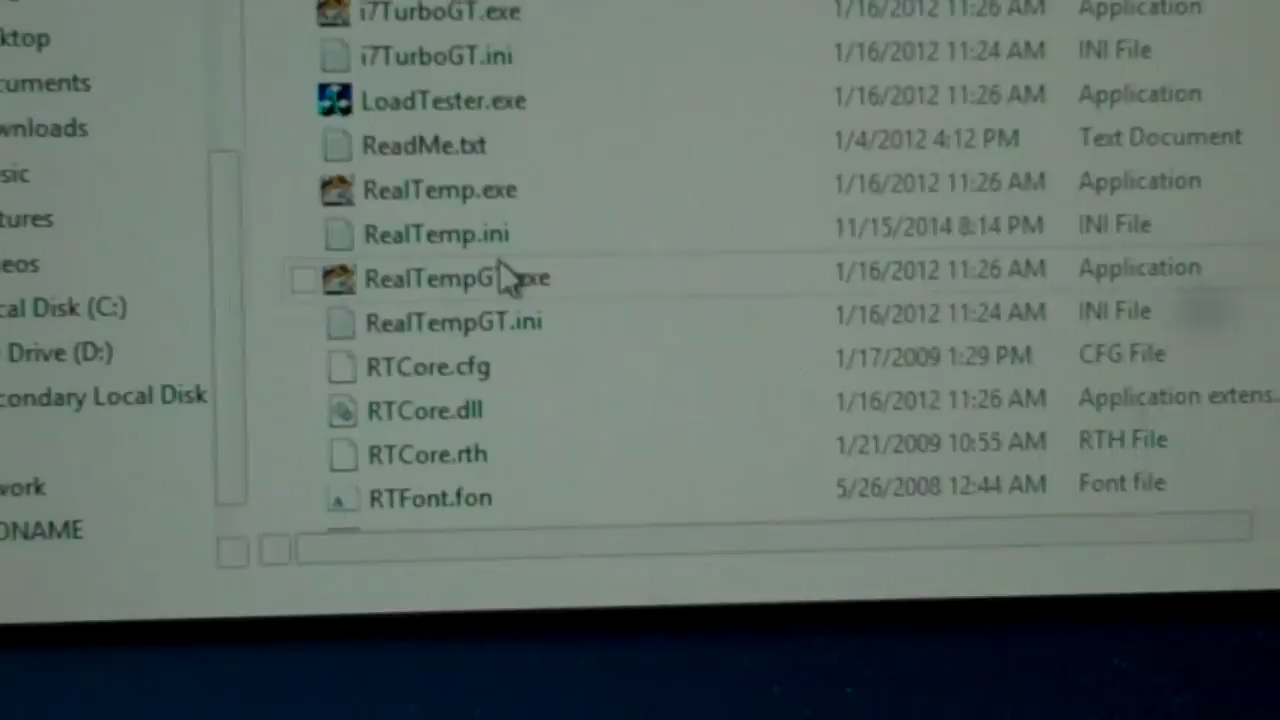 i7TurboGT.exe 1/16/2012 11:26 AM Application
ktop i7TurboGT.ini 1/16/2012 11:24 AM INI File
cuments LoadTester.exe 1/16/2012 11:26 AM Application
wnloads ReadMe.txt 1/4/2012 4:12 PM Text Document
sic RealTemp.exe 1/16/2012 11:26 AM Application
tures RealTemp.ini 11/15/2014 8:14 PM INI File
eos RealTempG xe 1/16/2012 11:26 AM Application
cal Disk (C:) RealTempGT.ini 1/16/2012 11:24 AM INI File
Drive (D:) RTCore.cfg 1/17/2009 1:29 PM CFG File
condary Local Disk RTCore.dll 1/16/2012 11:26 AM Application extens.
RTCore.rth 1/21/2009 10:55 AM RTH File
work RTFont.fon 5/26/2008 12:44 AM Font file
ONAME